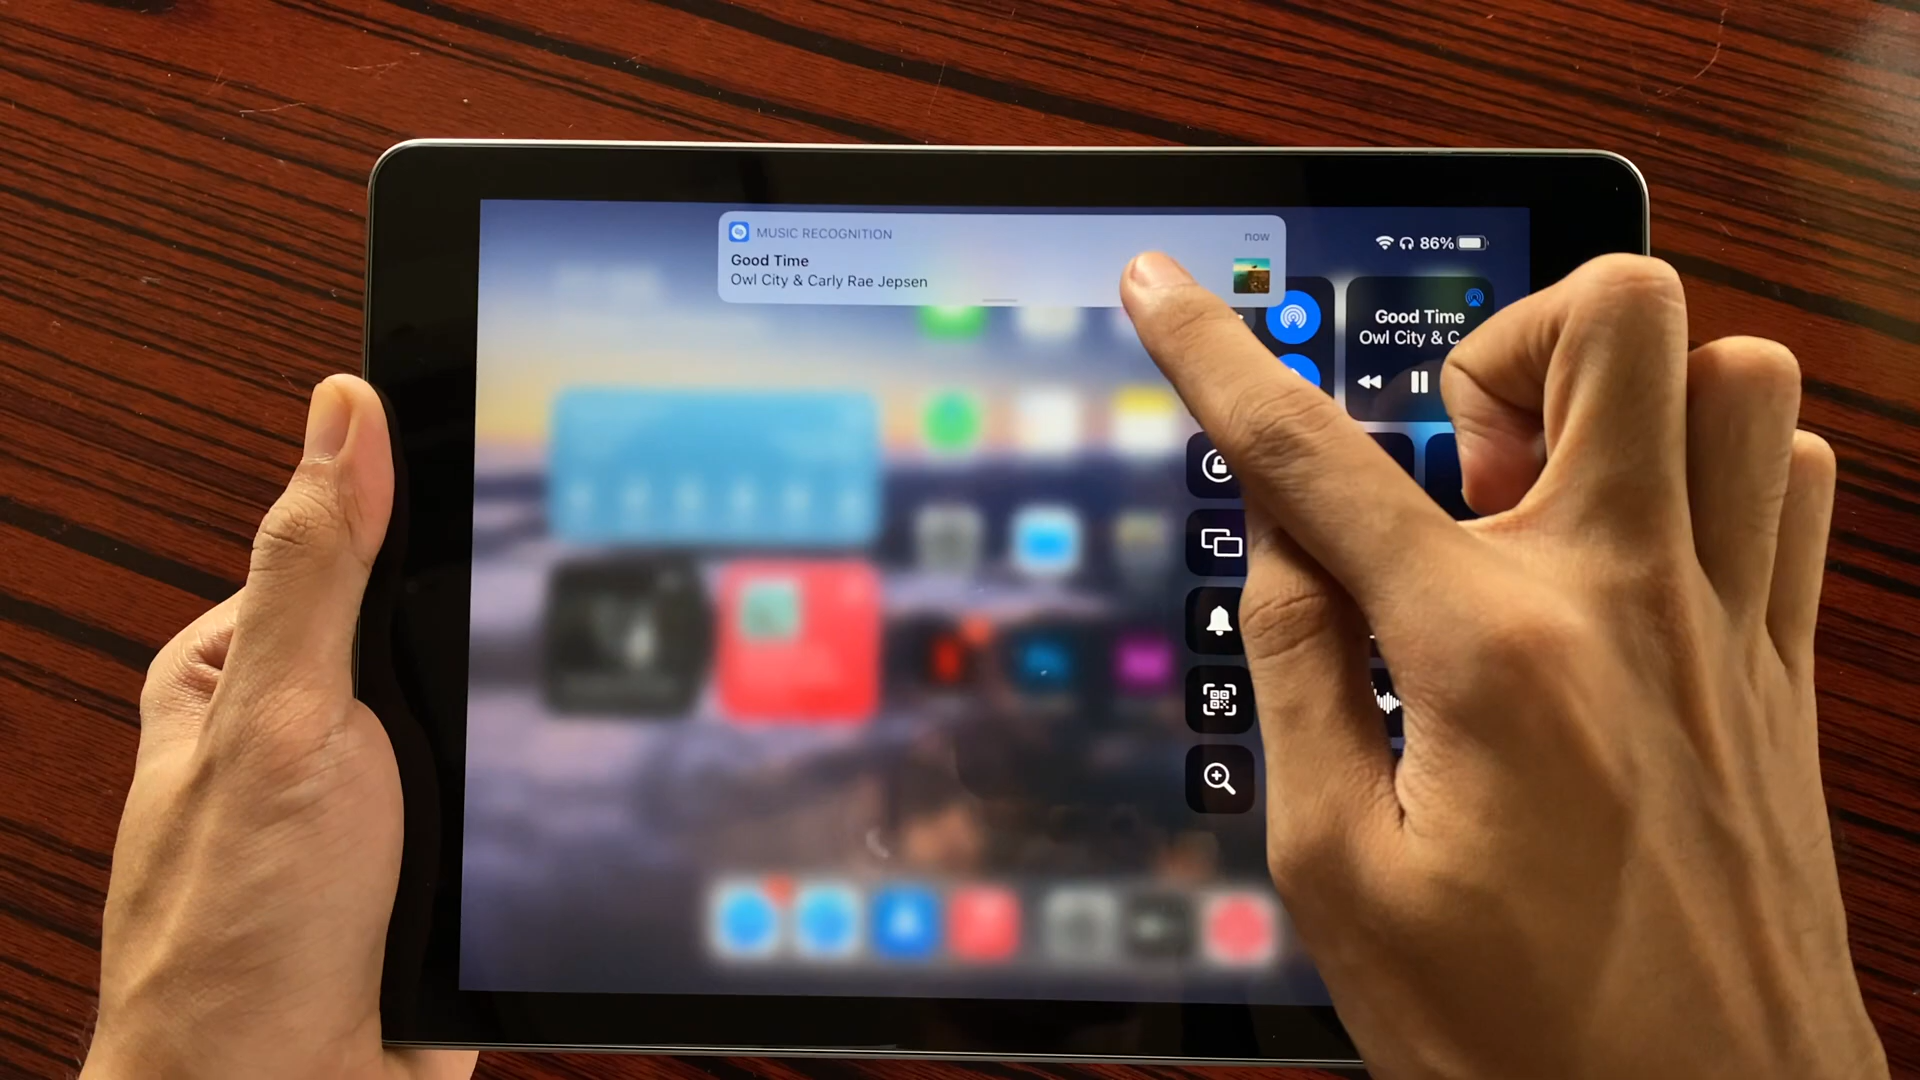 MUSIC RECOGNITION
now
Good Time
Owl City & Carly Rae Jepsen
86%
Good Time
Owl City & C